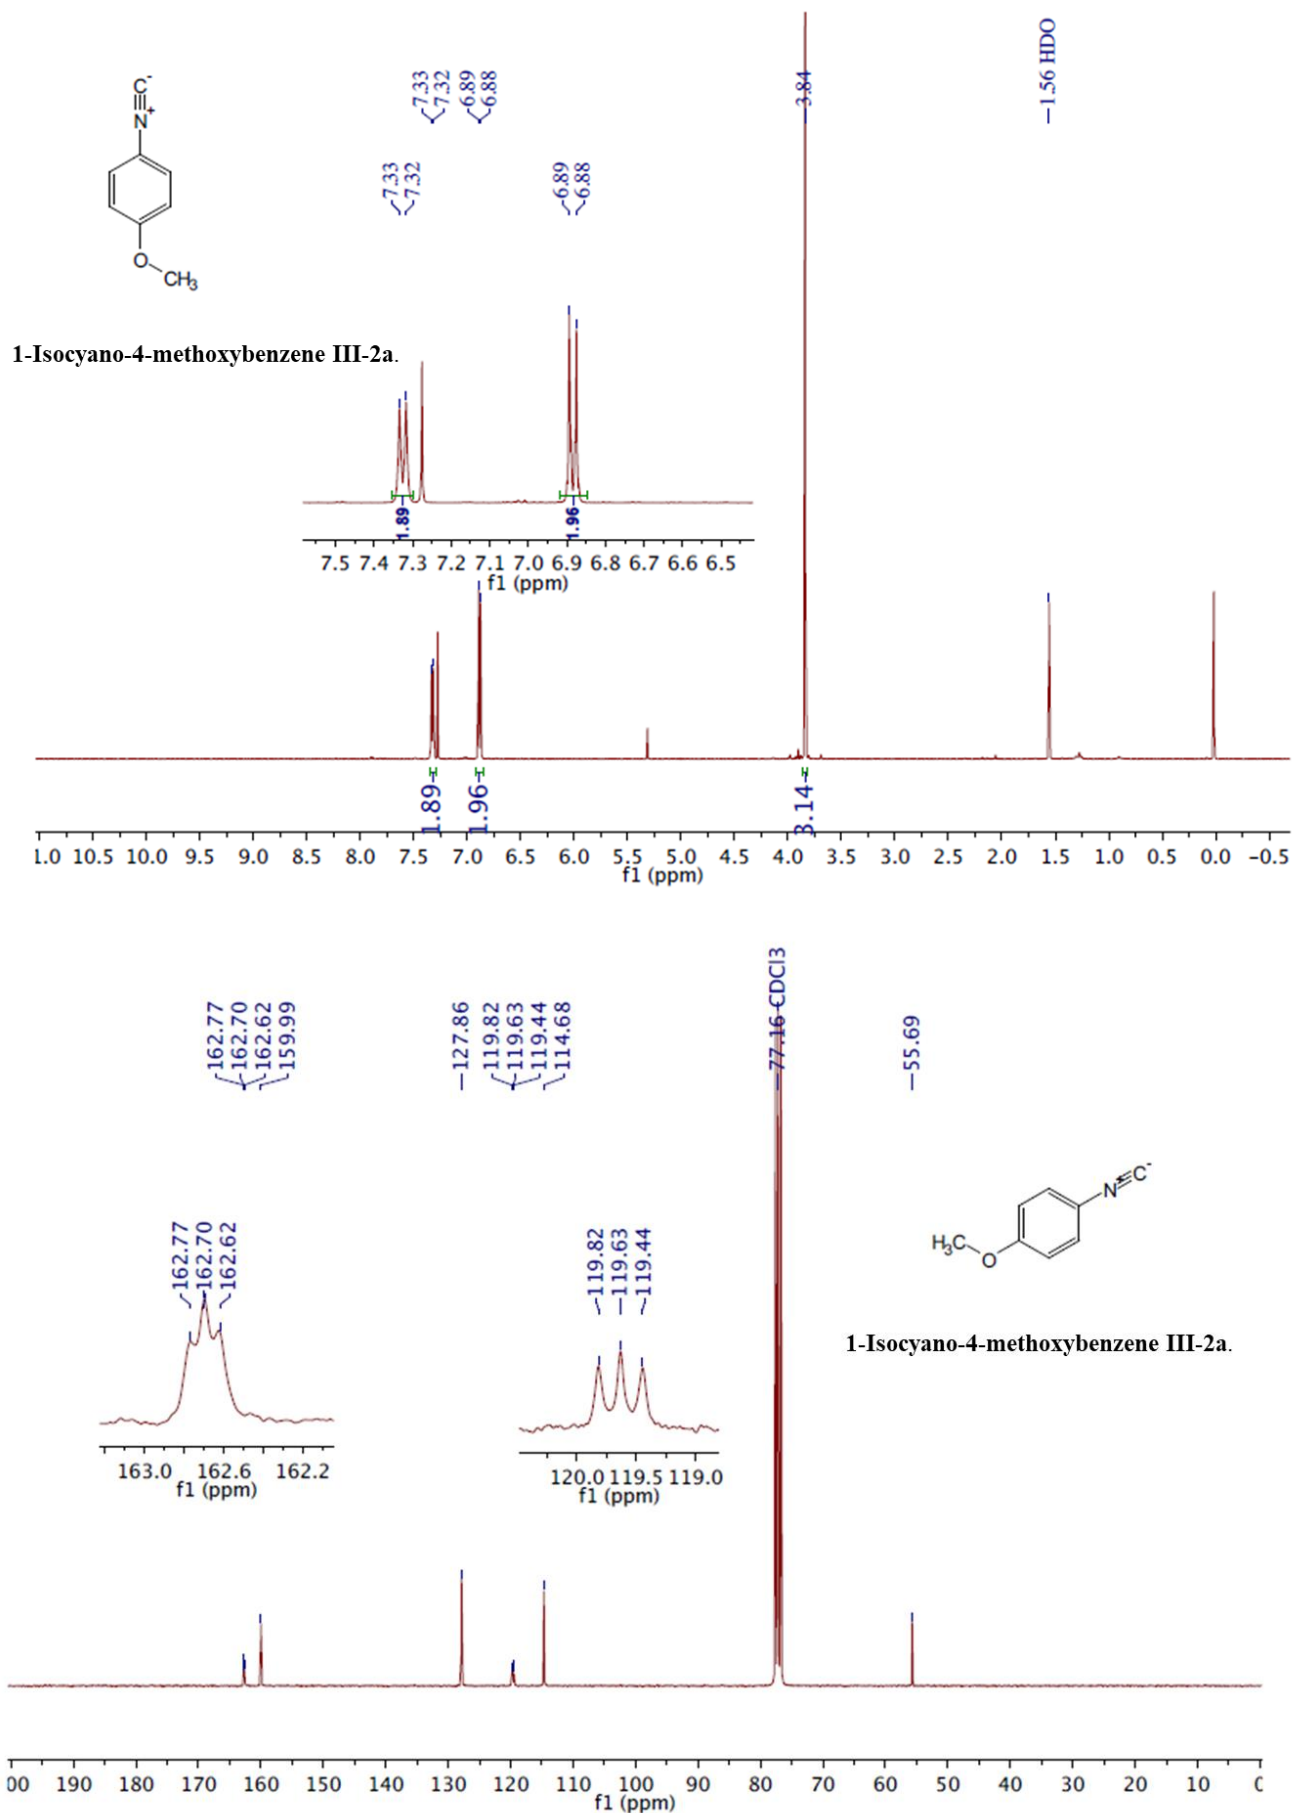 7.33
7.32
6.89
6.88
3.84
1.56 HDO
C-
N+
O
CH3
7.33
7.32
6.89
6.88
1-Isocyano-4-methoxybenzene III-2a.
1.89
1.96
7.5 7.4 7.3 7.2 7.1 7.0 6.9 6.8 6.7 6.6 6.5
f1 (ppm)
1.89
1.96
3.14
1.0 10.5 10.0 9.5 9.0 8.5 8.0 7.5 7.0 6.5 6.0 5.5 5.0 4.5 4.0 3.5 3.0 2.5 2.0 1.5 1.0 0.5 0.0 −0.5
f1 (ppm)
162.77
162.70
162.62
159.99
127.86
119.82
119.63
119.44
114.68
77.16 CDCl3
55.69
162.77
162.70
162.62
119.82
119.63
119.44
N+
C-
H3C
O
1-Isocyano-4-methoxybenzene III-2a.
163.0 162.6 162.2
f1 (ppm)
120.0 119.5 119.0
f1 (ppm)
00 190 180 170 160 150 140 130 120 110 100 90 80 70 60 50 40 30 20 10 0
f1 (ppm)